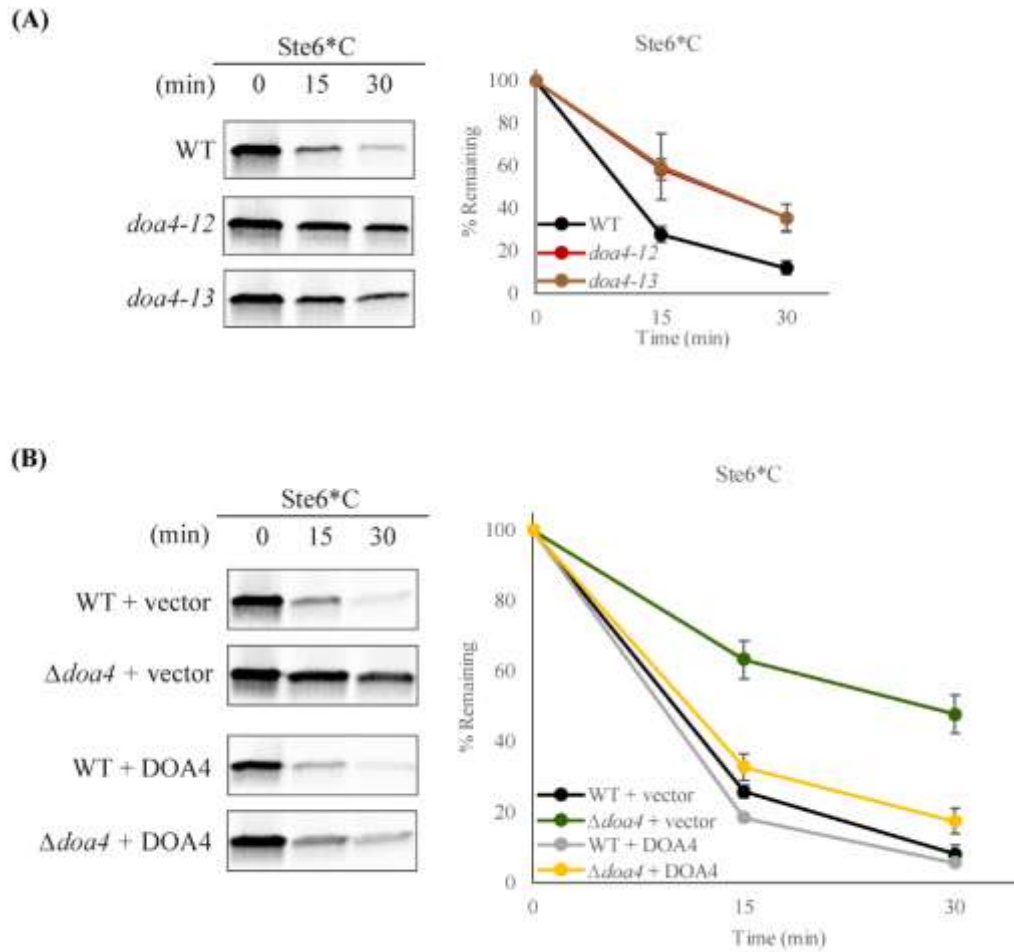 (A)
Ste6*C
(min) 0 15 30
WT
doa4-12
doa4-13
Ste6*C
% Remaining
100
80
60
40
20
0
WT
doa4-12
doa4-13
0 15 30
Time (min)
(B)
Ste6*C
(min) 0 15 30
WT + vector
Δdoa4 + vector
WT + DOA4
Δdoa4 + DOA4
Ste6*C
% Remaining
100
80
60
40
20
0
WT + vector
Δdoa4 + vector
WT + DOA4
Δdoa4 + DOA4
0 15 30
Time (min)